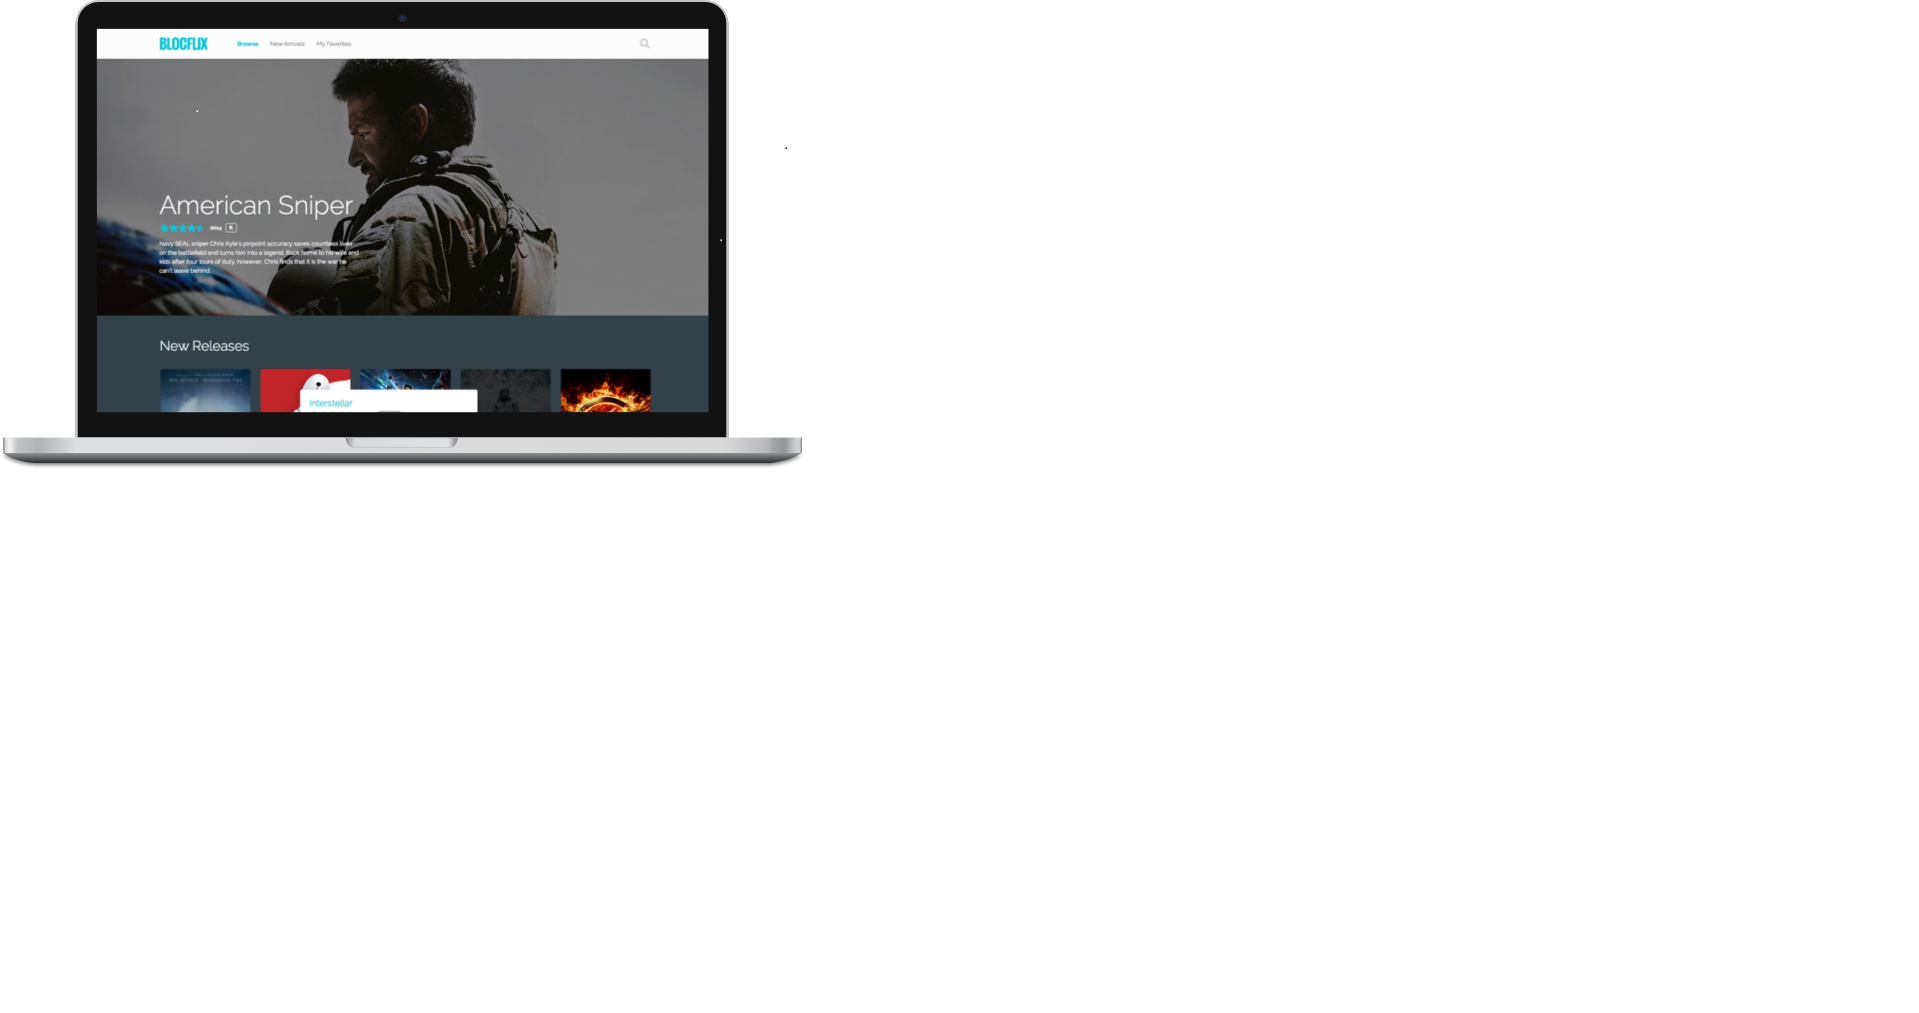 BLOCFLIX Browse New Arrivals My Favorites
American Sniper
2014 R
Navy SEAL sniper Chris Kyle's pinpoint accuracy saves countless lives
on the battlefield and turns him into a legend. Back home to his wife and
kids after four tours of duty, however, Chris finds that it is the war he
can't leave behind.
New Releases
BEN AFFLECK ROSAMUND PIKE
Interstellar